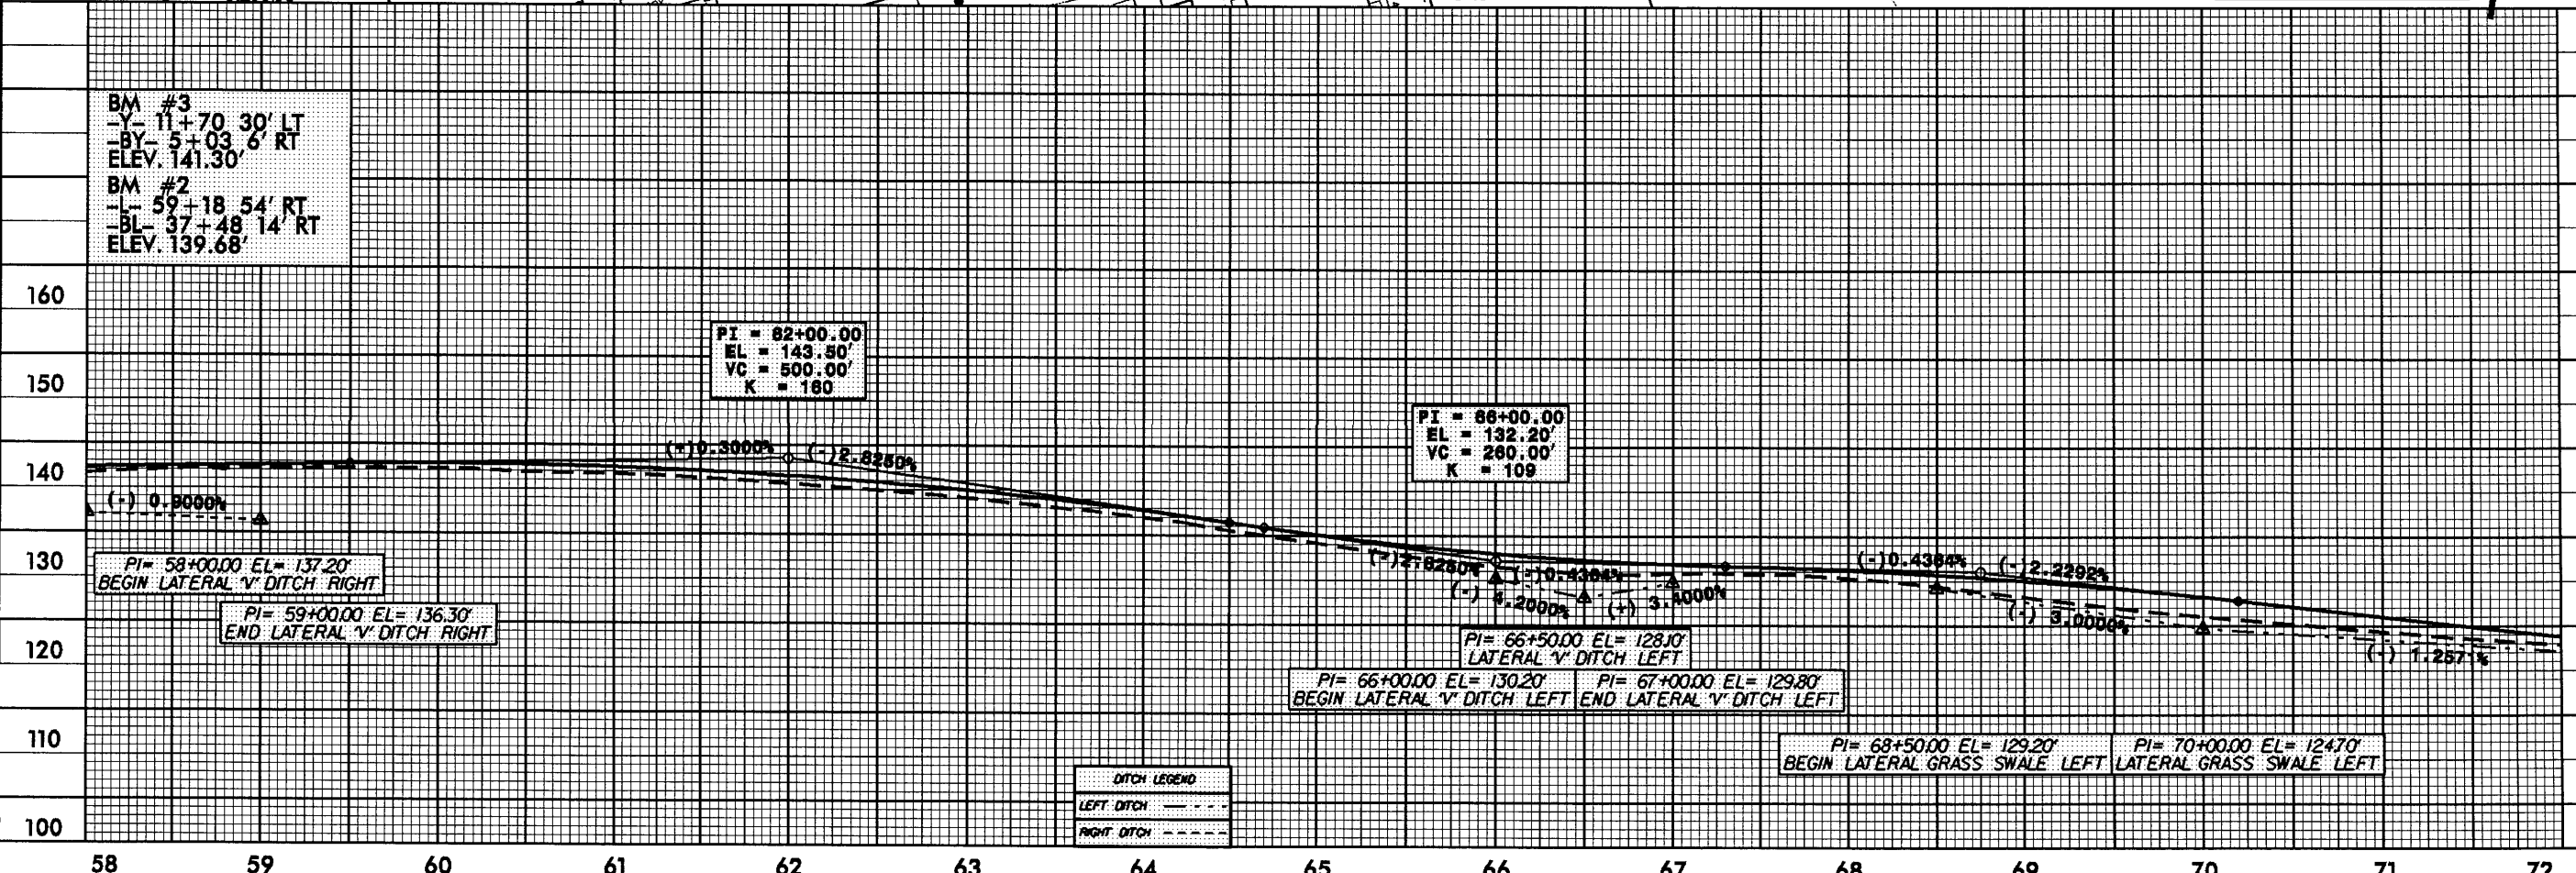 BM #3
-Y- 11+70 30' LT
-BY- 5+03 6' RT
ELEV. 141.30'
BM #2
-L- 59+18 54' RT
-BL- 37+48 14' RT
ELEV. 139.68'
160
150
140
130
120
110
100
PI = 62+00.00
EL = 143.50'
VC = 500.00'
K = 160
PI = 66+00.00
EL = 132.20'
VC = 260.00'
K = 109
(+)0.3000%
(-)2.8250%
(-) 0.9000%
(-)2.8250%
(-)0.4364%
(-) 4.2000%
(+) 3.4000%
(-)0.4364%
(-)2.2292%
(-) 3.0000%
(-) 1.2571%
PI= 58+00.00 EL= 137.20'
BEGIN LATERAL 'V' DITCH RIGHT
PI= 59+00.00 EL= 136.30'
END LATERAL 'V' DITCH RIGHT
PI= 66+50.00 EL= 128.10'
LATERAL 'V' DITCH LEFT
PI= 66+00.00 EL= 130.20'
BEGIN LATERAL 'V' DITCH LEFT
PI= 67+00.00 EL= 129.80'
END LATERAL 'V' DITCH LEFT
PI= 68+50.00 EL= 129.20'
BEGIN LATERAL GRASS SWALE LEFT
PI= 70+00.00 EL= 124.70'
LATERAL GRASS SWALE LEFT
DITCH LEGEND
LEFT DITCH
RIGHT DITCH
58 59 60 61 62 63 64 65 66 67 68 69 70 71 72